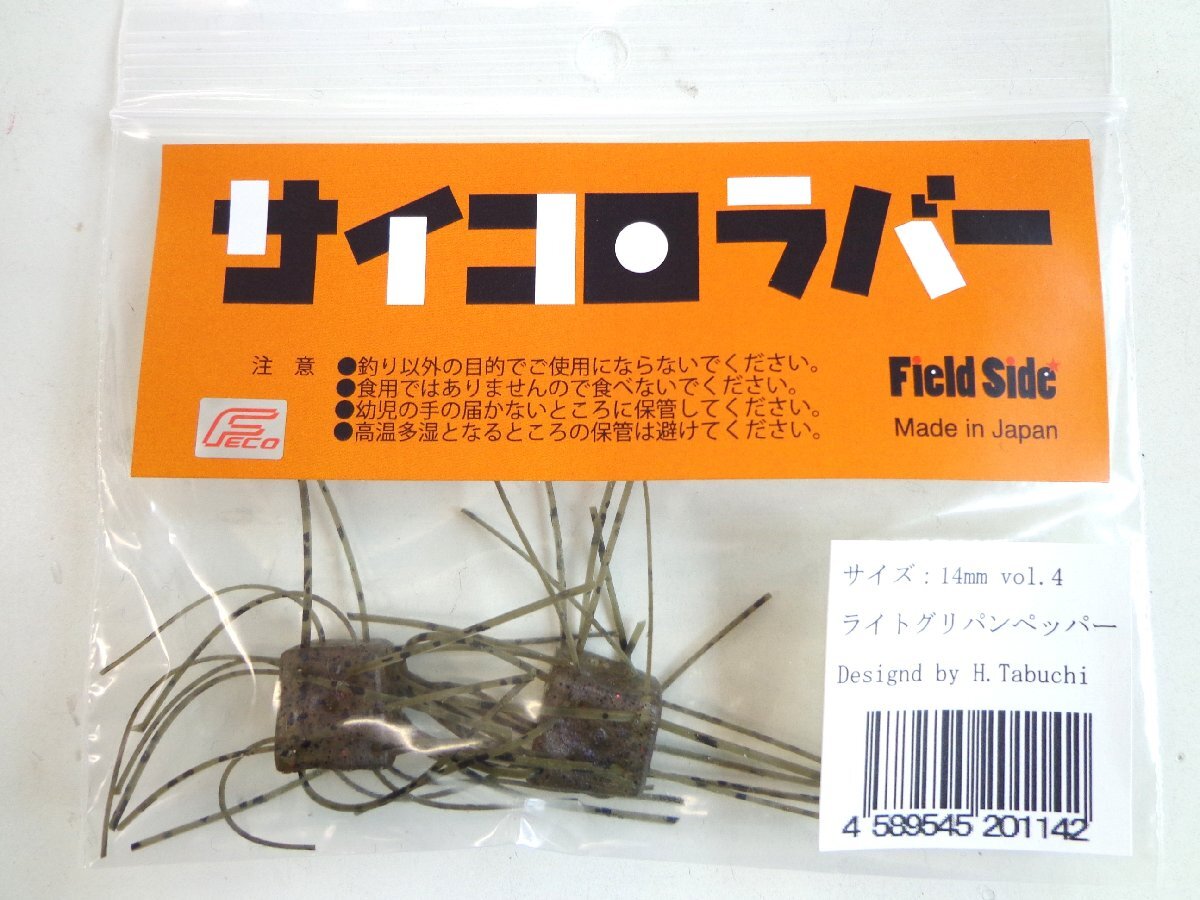 サイコロラバー
注 意 ●釣り以外の目的でご使用にならないでください。
●食用ではありませんので食べないでください。
●幼児の手の届かないところに保管してください。
●高温多湿となるところの保管は避けてください。
FECO
Field Side
Made in Japan
サイズ：14mm vol.4
ライトグリパンペッパー
Designd by H.Tabuchi
4 589545 201142